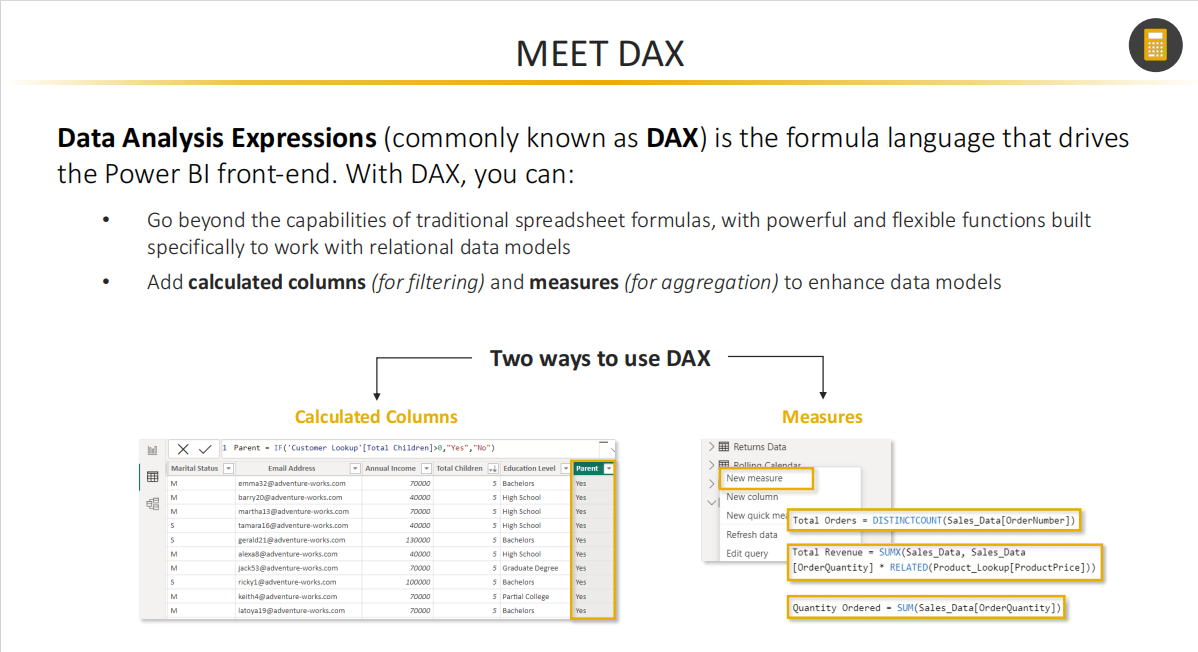 MEET DAX
Data Analysis Expressions (commonly known as DAX) is the formula language that drives
the Power BI front-end. With DAX, you can:
• Go beyond the capabilities of traditional spreadsheet formulas, with powerful and flexible functions built
specifically to work with relational data models
• Add calculated columns (for filtering) and measures (for aggregation) to enhance data models
Two ways to use DAX
Calculated Columns
1 Parent = IF('Customer Lookup'[Total Children]>0,"Yes","No")
Marital Status Email Address Annual Income Total Children Education Level Parent
M emma32@adventure-works.com 70000 5 Bachelors Yes
M barry20@adventure-works.com 40000 5 High School Yes
M martha13@adventure-works.com 70000 5 High School Yes
S tamara16@adventure-works.com 40000 5 High School Yes
S gerald21@adventure-works.com 130000 5 Bachelors Yes
M alexa8@adventure-works.com 40000 5 High School Yes
M jack53@adventure-works.com 70000 5 Graduate Degree Yes
S ricky1@adventure-works.com 100000 5 Bachelors Yes
M keith4@adventure-works.com 70000 5 Partial College Yes
M latoya19@adventure-works.com 70000 5 Bachelors Yes
Measures
Returns Data
Rolling Calendar
New measure
New column
New quick mea
Refresh data
Edit query
Total Orders = DISTINCTCOUNT(Sales_Data[OrderNumber])
Total Revenue = SUMX(Sales_Data, Sales_Data
[OrderQuantity] * RELATED(Product_Lookup[ProductPrice]))
Quantity Ordered = SUM(Sales_Data[OrderQuantity])